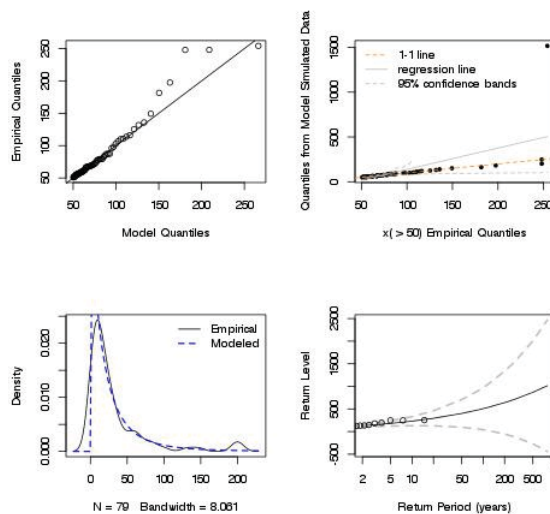 Empirical Quantiles
50 100 150 200 250
50 100 150 200 250
Model Quantiles
Quantiles from Model Simulated Data
0 500 1000 1500
1-1 line
regression line
95% confidence bands
50 100 150 200 250
x( > 50) Empirical Quantiles
Density
0.000 0.010 0.020
Empirical
Modeled
0 50 100 150 200
N = 79 Bandwidth = 8.061
Return Level
-500 500 1500 2500
2 5 10 50 200 500
Return Period (years)